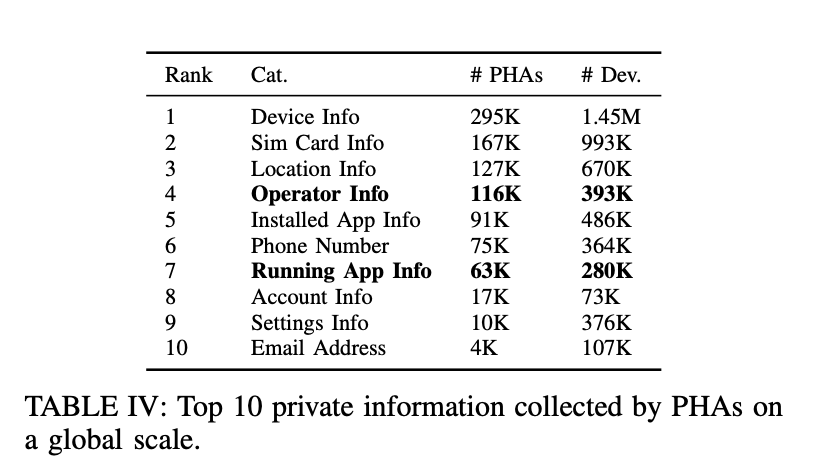 Rank Cat. # PHAs # Dev.
1 Device Info 295K 1.45M
2 Sim Card Info 167K 993K
3 Location Info 127K 670K
4 Operator Info 116K 393K
5 Installed App Info 91K 486K
6 Phone Number 75K 364K
7 Running App Info 63K 280K
8 Account Info 17K 73K
9 Settings Info 10K 376K
10 Email Address 4K 107K
TABLE IV: Top 10 private information collected by PHAs on
a global scale.